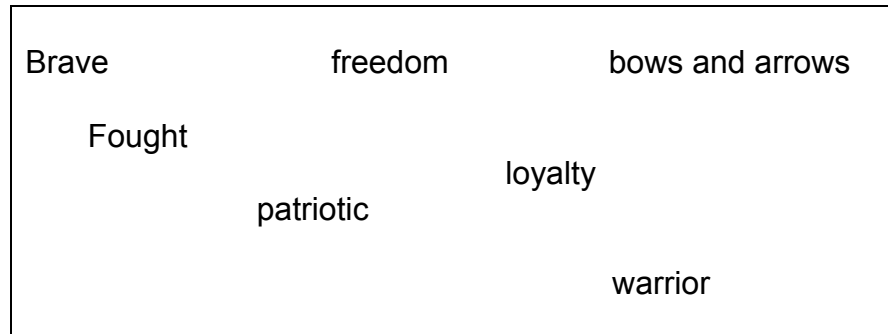 Brave freedom bows and arrows
Fought
loyalty
patriotic
warrior